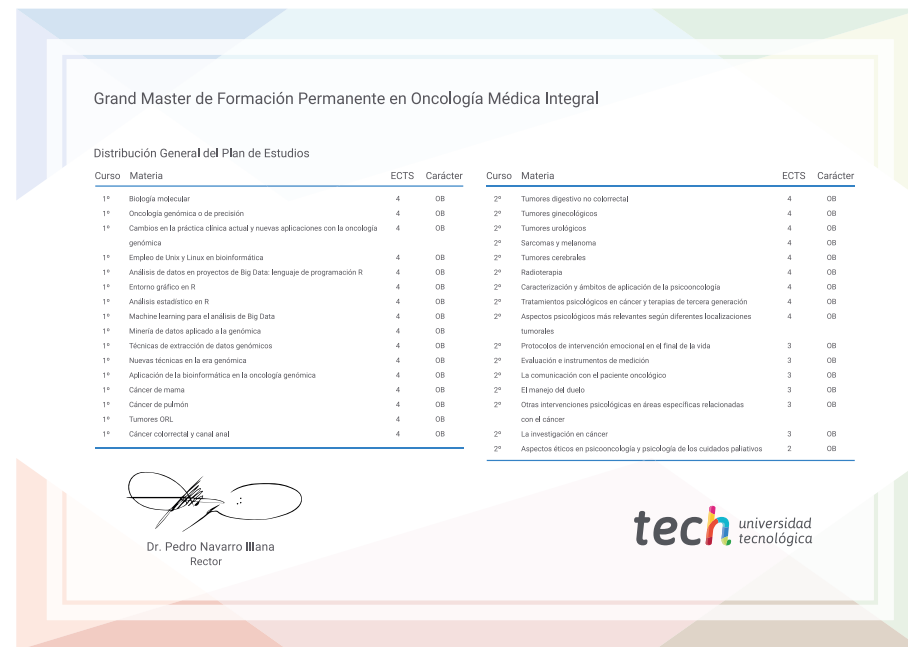 Grand Master de Formación Permanente en Oncología Médica Integral
Distribución General del Plan de Estudios
Curso Materia ECTS Carácter
1º Biología molecular 4 OB
1º Oncología genómica o de precisión 4 OB
1º Cambios en la práctica clínica actual y nuevas aplicaciones con la oncología 4 OB
genómica
1º Empleo de Unix y Linux en bioinformática 4 OB
1º Análisis de datos en proyectos de Big Data: lenguaje de programación R 4 OB
1º Entorno gráfico en R 4 OB
1º Análisis estadístico en R 4 OB
1º Machine learning para el análisis de Big Data 4 OB
1º Minería de datos aplicado a la genómica 4 OB
1º Técnicas de extracción de datos genómicos 4 OB
1º Nuevas técnicas en la era genómica 4 OB
1º Aplicación de la bioinformática en la oncología genómica 4 OB
1º Cáncer de mama 4 OB
1º Cáncer de pulmón 4 OB
1º Tumores ORL 4 OB
1º Cáncer colorrectal y canal anal 4 OB
Curso Materia ECTS Carácter
2º Tumores digestivo no colorrectal 4 OB
2º Tumores ginecológicos 4 OB
2º Tumores urológicos 4 OB
2º Sarcomas y melanoma 4 OB
2º Tumores cerebrales 4 OB
2º Radioterapia 4 OB
2º Caracterización y ámbitos de aplicación de la psicooncología 4 OB
2º Tratamientos psicológicos en cáncer y terapias de tercera generación 4 OB
2º Aspectos psicológicos más relevantes según diferentes localizaciones 4 OB
tumorales
2º Protocolos de intervención emocional en el final de la vida 3 OB
2º Evaluación e instrumentos de medición 3 OB
2º La comunicación con el paciente oncológico 3 OB
2º El manejo del duelo 3 OB
2º Otras intervenciones psicológicas en áreas específicas relacionadas 3 OB
con el cáncer
2º La investigación en cáncer 3 OB
2º Aspectos éticos en psicooncología y psicología de los cuidados paliativos 2 OB
Dr. Pedro Navarro Illana
Rector
tech universidad
tecnológica